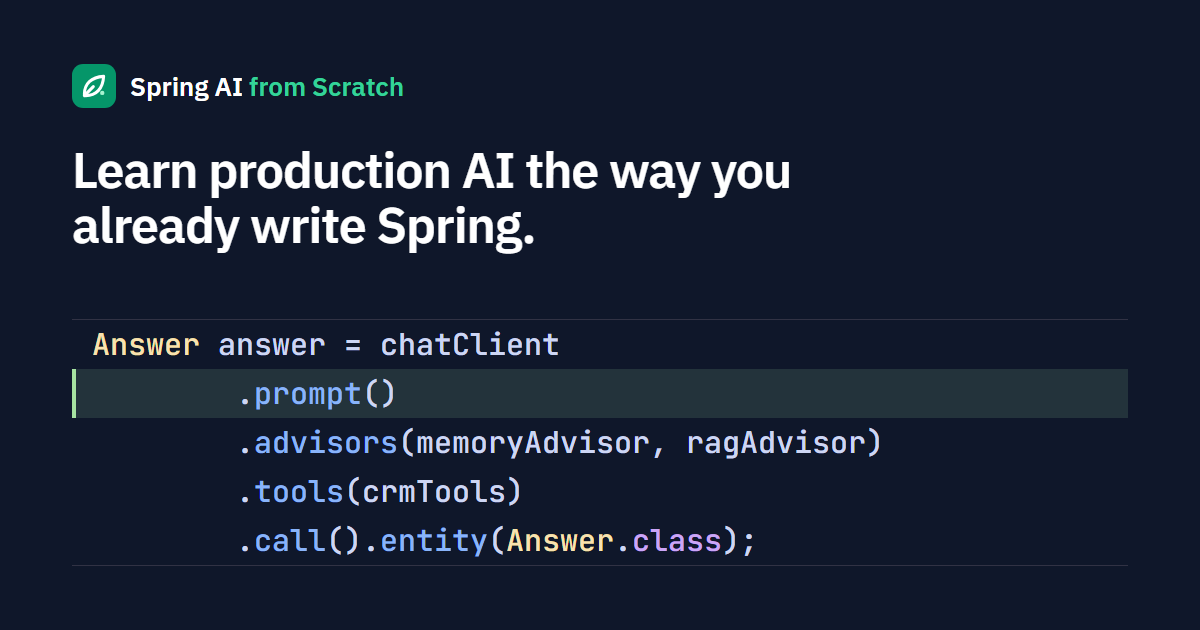 Spring AI from Scratch
Learn production AI the way you
already write Spring.
Answer answer = chatClient
.prompt()
.advisors(memoryAdvisor, ragAdvisor)
.tools(crmTools)
.call().entity(Answer.class);